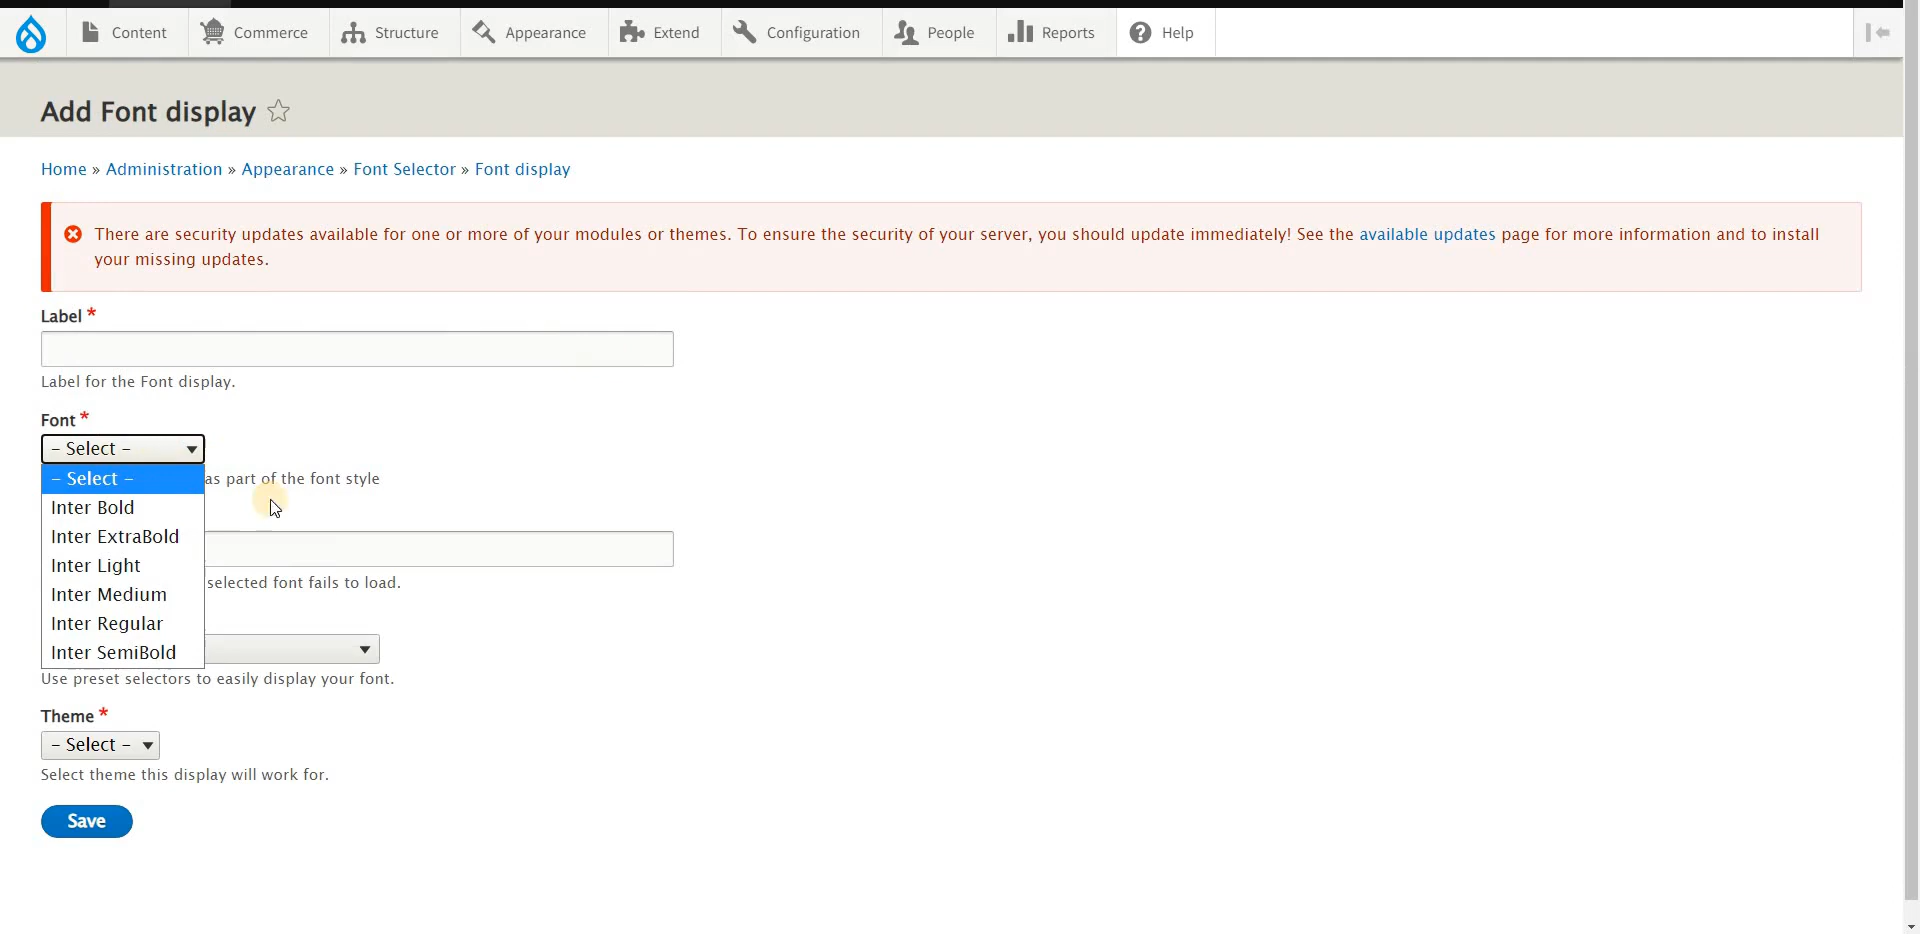 Content Commerce Structure Appearance Extend Configuration People Reports Help
Add Font display
Home » Administration » Appearance » Font Selector » Font display
There are security updates available for one or more of your modules or themes. To ensure the security of your server, you should update immediately! See the available updates page for more information and to install
your missing updates.
Label *
Label for the Font display.
Font *
- Select -
- Select -
as part of the font style
Inter Bold
Inter ExtraBold
Inter Light
selected font fails to load.
Inter Medium
Inter Regular
Inter SemiBold
Use preset selectors to easily display your font.
Theme *
- Select -
Select theme this display will work for.
Save